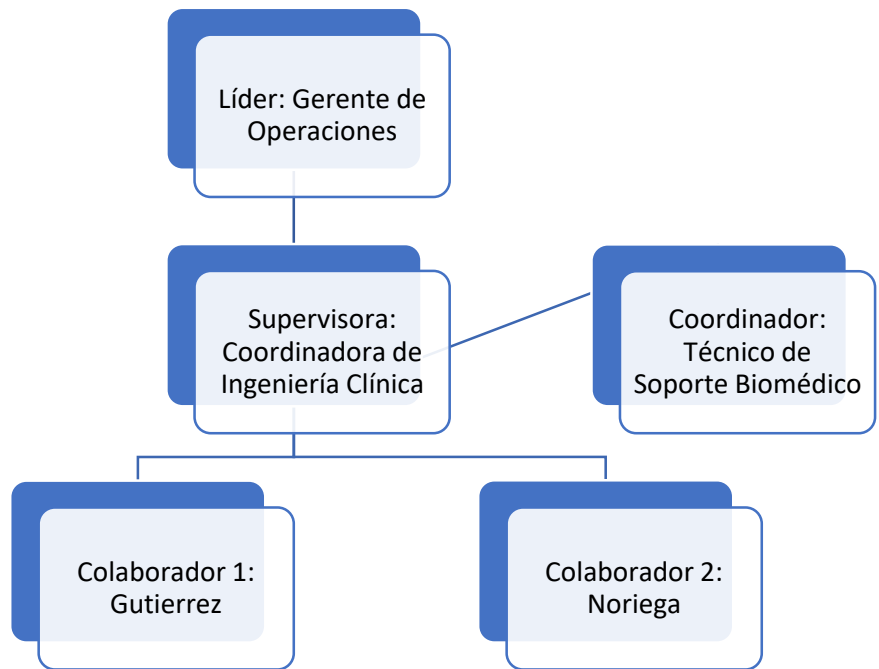 Líder: Gerente de
Operaciones
Supervisora:
Coordinadora de
Ingeniería Clínica
Coordinador:
Técnico de
Soporte Biomédico
Colaborador 1:
Gutierrez
Colaborador 2:
Noriega